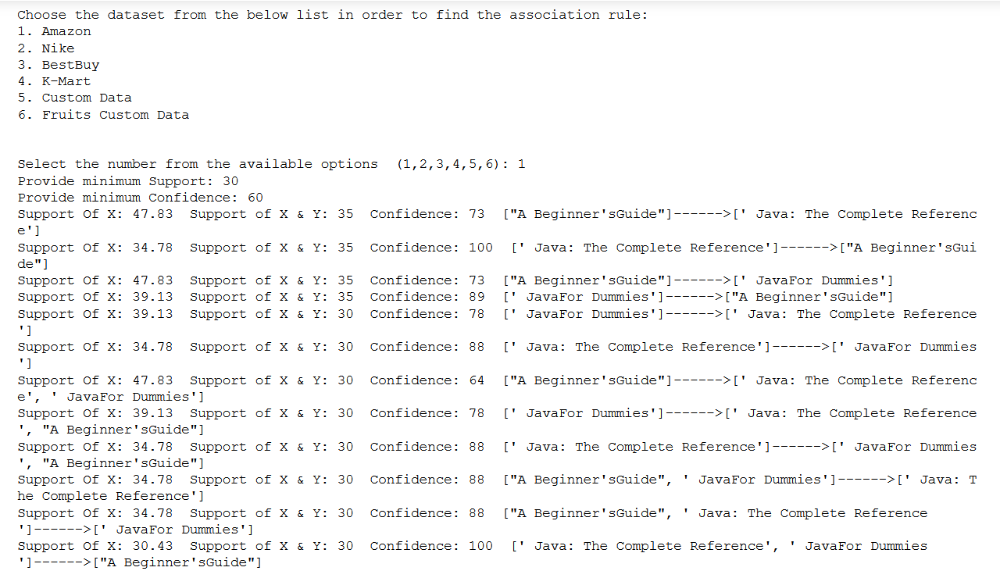 Choose the dataset from the below list in order to find the association rule:
1. Amazon
2. Nike
3. BestBuy
4. K-Mart
5. Custom Data
6. Fruits Custom Data
Select the number from the available options  (1,2,3,4,5,6): 1
Provide minimum Support: 30
Provide minimum Confidence: 60
Support Of X: 47.83  Support of X & Y: 35  Confidence: 73  ["A Beginner'sGuide"]------>[' Java: The Complete Referenc
e']
Support Of X: 34.78  Support of X & Y: 35  Confidence: 100  [' Java: The Complete Reference']------>["A Beginner'sGui
de"]
Support Of X: 47.83  Support of X & Y: 35  Confidence: 73  ["A Beginner'sGuide"]------>[' JavaFor Dummies']
Support Of X: 39.13  Support of X & Y: 35  Confidence: 89  [' JavaFor Dummies']------>["A Beginner'sGuide"]
Support Of X: 39.13  Support of X & Y: 30  Confidence: 78  [' JavaFor Dummies']------>[' Java: The Complete Reference
']
Support Of X: 34.78  Support of X & Y: 30  Confidence: 88  [' Java: The Complete Reference']------>[' JavaFor Dummies
']
Support Of X: 47.83  Support of X & Y: 30  Confidence: 64  ["A Beginner'sGuide"]------>[' Java: The Complete Referenc
e', ' JavaFor Dummies']
Support Of X: 39.13  Support of X & Y: 30  Confidence: 78  [' JavaFor Dummies']------>[' Java: The Complete Reference
', "A Beginner'sGuide"]
Support Of X: 34.78  Support of X & Y: 30  Confidence: 88  [' Java: The Complete Reference']------>[' JavaFor Dummies
', "A Beginner'sGuide"]
Support Of X: 34.78  Support of X & Y: 30  Confidence: 88  ["A Beginner'sGuide", ' JavaFor Dummies']------>[' Java: T
he Complete Reference']
Support Of X: 34.78  Support of X & Y: 30  Confidence: 88  ["A Beginner'sGuide", ' Java: The Complete Reference
']------>[' JavaFor Dummies']
Support Of X: 30.43  Support of X & Y: 30  Confidence: 100  [' Java: The Complete Reference', ' JavaFor Dummies
']------>["A Beginner'sGuide"]